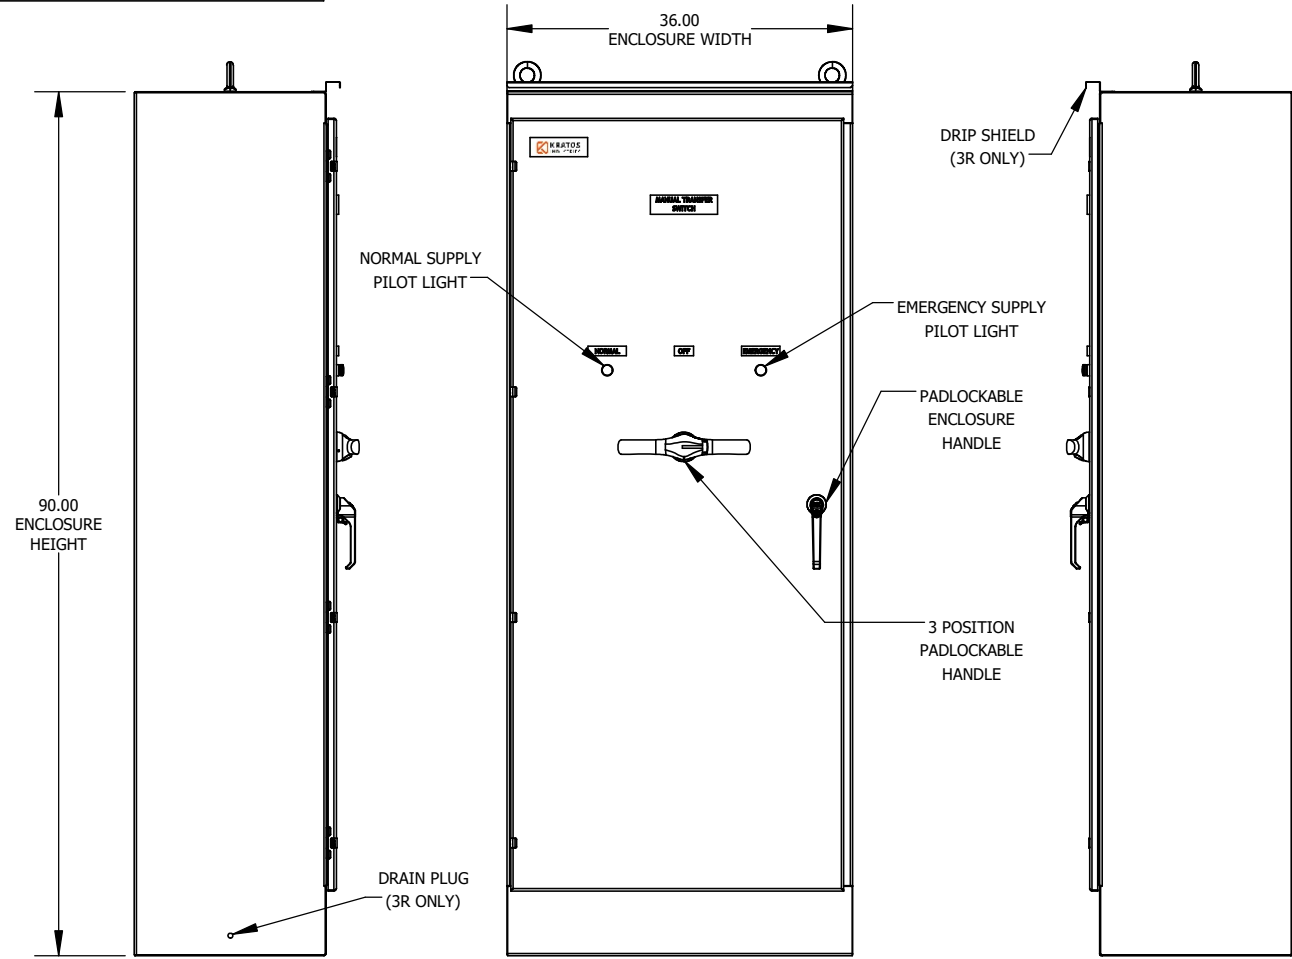 36.00
ENCLOSURE WIDTH
DRIP SHIELD
(3R ONLY)
KRATOS
INDUSTRIES
MANUAL TRANSFER
SWITCH
NORMAL SUPPLY
PILOT LIGHT
EMERGENCY SUPPLY
PILOT LIGHT
NORMAL
OFF
EMERGENCY
PADLOCKABLE
ENCLOSURE
HANDLE
90.00
ENCLOSURE
HEIGHT
3 POSITION
PADLOCKABLE
HANDLE
DRAIN PLUG
(3R ONLY)